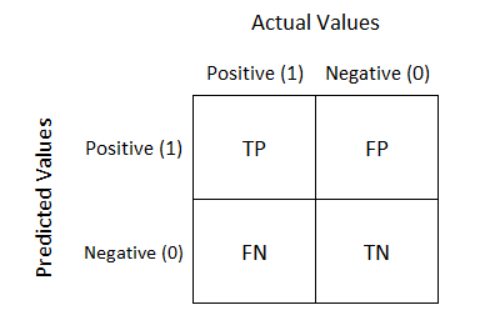 Actual Values
Positive (1) Negative (0)
Predicted Values
Positive (1) TP FP
Negative (0) FN TN